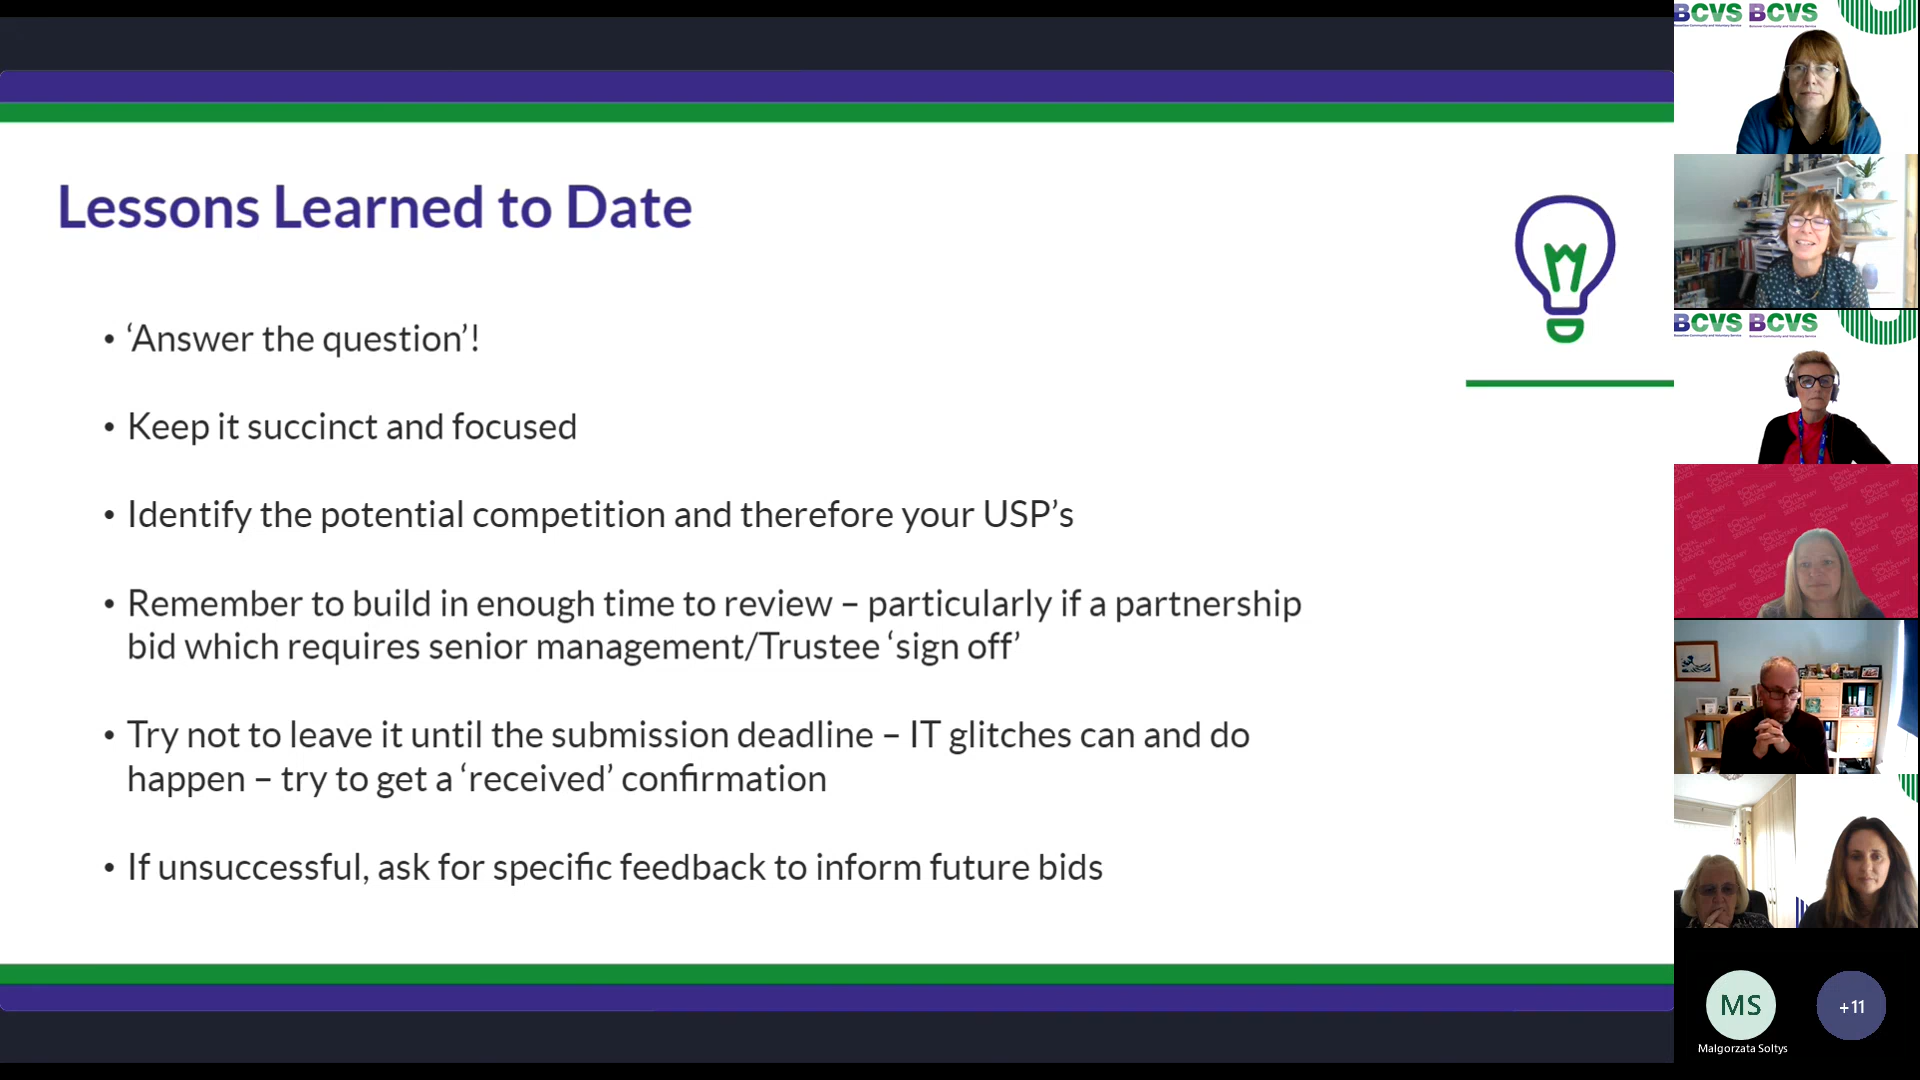 Lessons Learned to Date
• ‘Answer the question’!
• Keep it succinct and focused
• Identify the potential competition and therefore your USP’s
• Remember to build in enough time to review – particularly if a partnership
bid which requires senior management/Trustee ‘sign off’
• Try not to leave it until the submission deadline – IT glitches can and do
happen – try to get a ‘received’ confirmation
• If unsuccessful, ask for specific feedback to inform future bids
BCVS BCVS
BCVS BCVS
ROYAL VOLUNTARY SERVICE
MS
+11
Malgorzata Soltys